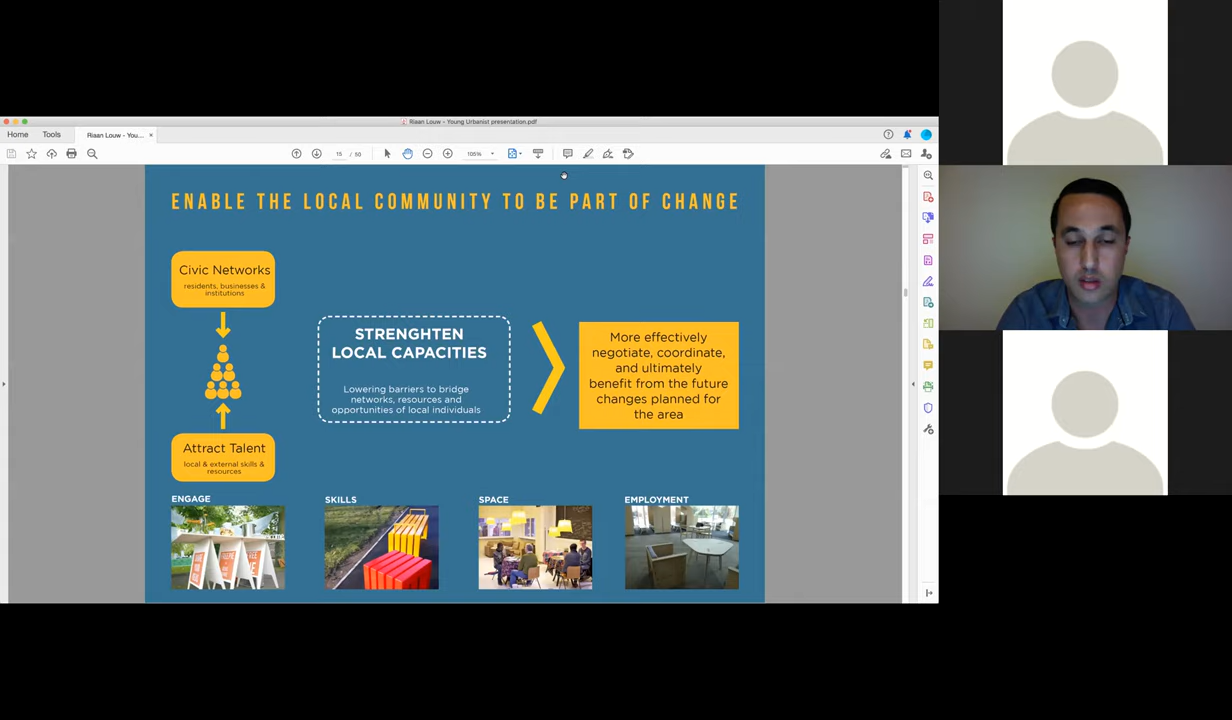 Riaan Louw - Young Urbanist presentation.pdf
Home
Tools
Riaan Louw - You...
15 / 50
105%
ENABLE THE LOCAL COMMUNITY TO BE PART OF CHANGE
Civic Networks
residents, businesses &
institutions
STRENGHTEN
LOCAL CAPACITIES
Lowering barriers to bridge
networks, resources and
opportunities of local individuals
More effectively
negotiate, coordinate,
and ultimately
benefit from the future
changes planned for
the area
Attract Talent
local & external skills &
resources
ENGAGE
SKILLS
SPACE
EMPLOYMENT